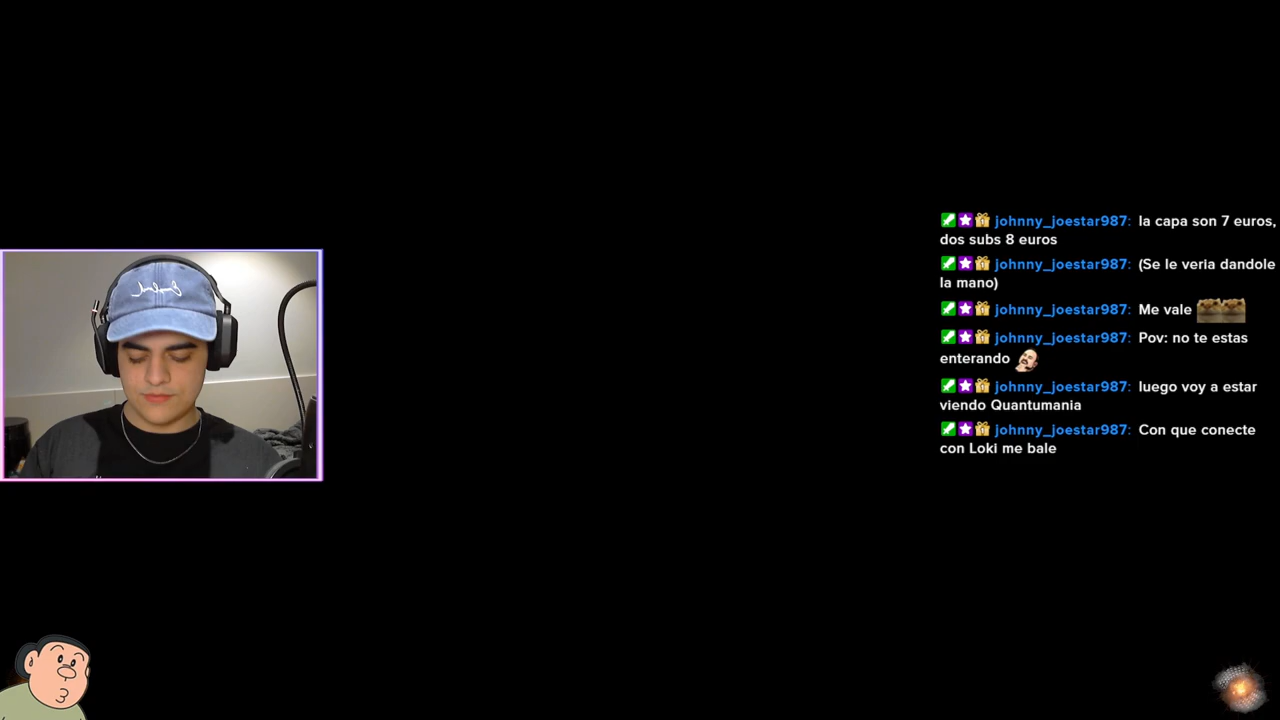 johnny_joestar987: la capa son 7 euros,
dos subs 8 euros
johnny_joestar987: (Se le veria dandole
la mano)
johnny_joestar987: Me vale
johnny_joestar987: Pov: no te estas
enterando
johnny_joestar987: luego voy a estar
viendo Quantumania
johnny_joestar987: Con que conecte
con Loki me bale